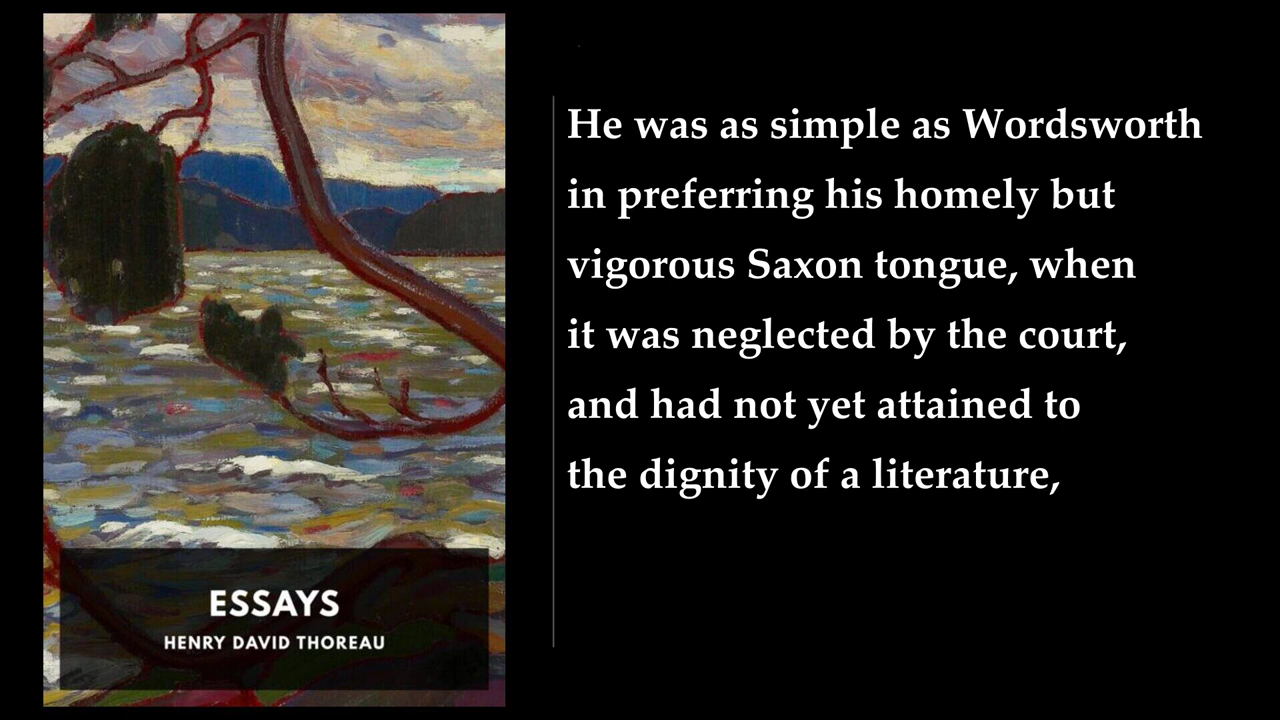 ESSAYS
HENRY DAVID THOREAU
He was as simple as Wordsworth
in preferring his homely but
vigorous Saxon tongue, when
it was neglected by the court,
and had not yet attained to
the dignity of a literature,